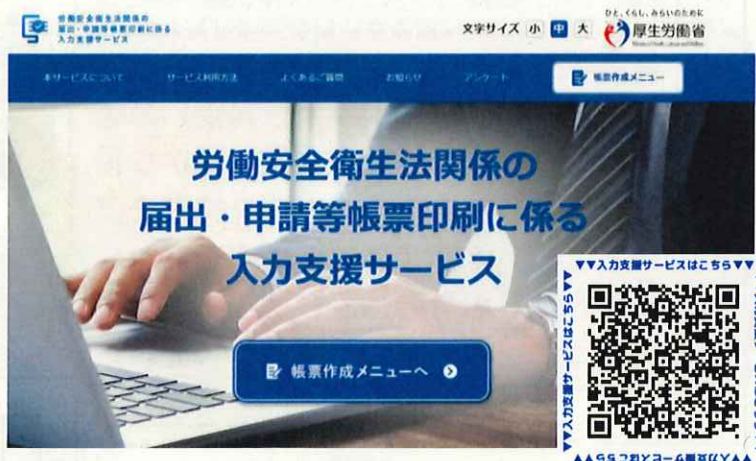 労働安全衛生法関係の
届出・申請等帳票印刷に係る
入力支援サービス
文字サイズ 小 中 大
ひと、くらし、みらいのために
厚生労働省
本サービスについて サービス利用方法 よくあるご質問 お知らせ アンケート 帳票作成メニュー
労働安全衛生法関係の
届出・申請等帳票印刷に係る
入力支援サービス
帳票作成メニューへ
▼▼入力支援サービスはこちら▼▼
▼▼入力支援サービスはこちら▼▼
▼▼入力支援サービスはこちら▼▼